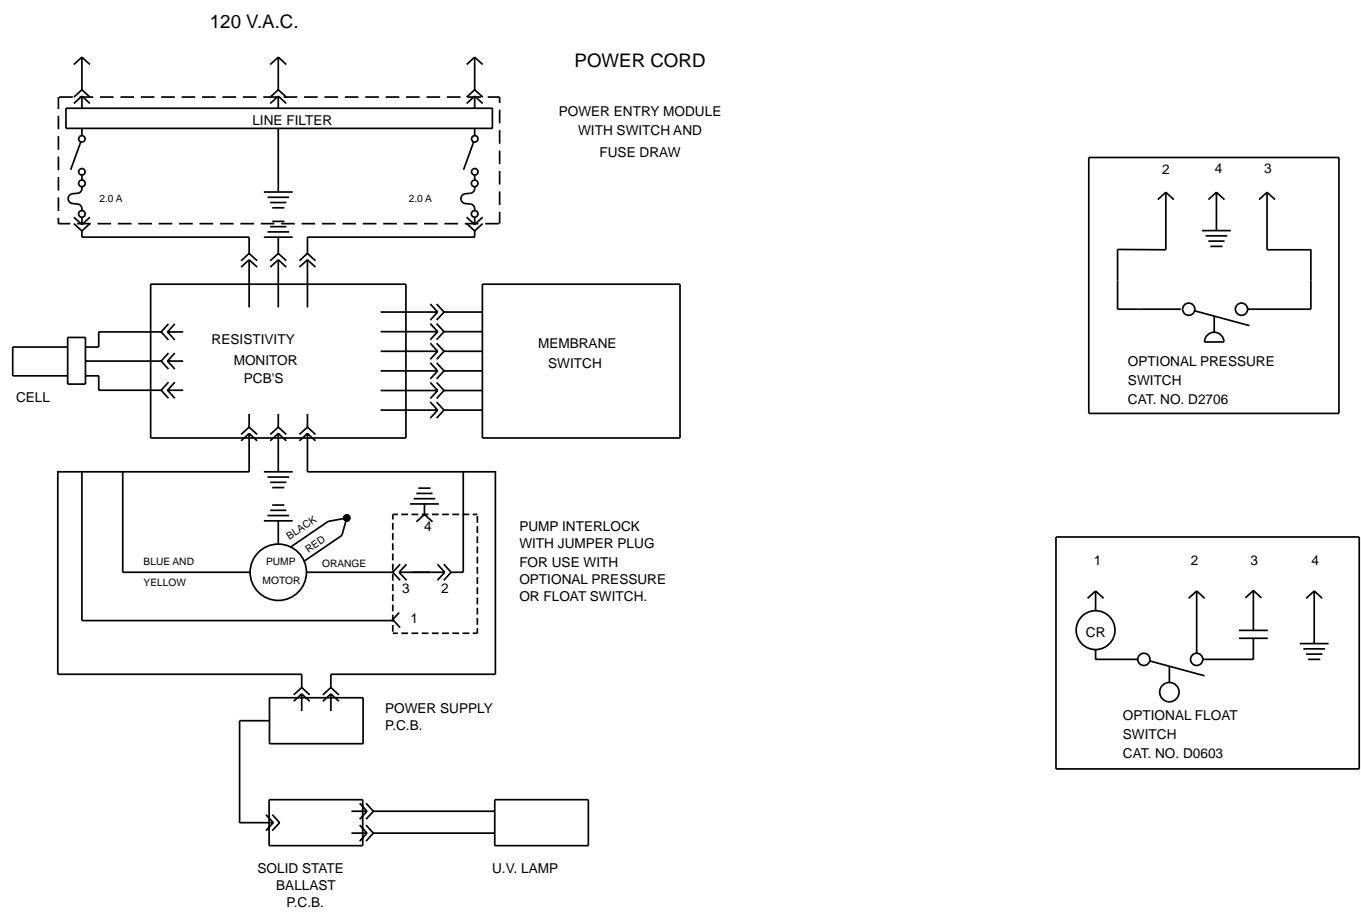 120 V.A.C.
POWER CORD
POWER ENTRY MODULE
WITH SWITCH AND
FUSE DRAW
LINE FILTER
2.0 A
2.0 A
RESISTIVITY
MONITOR
PCB'S
MEMBRANE
SWITCH
CELL
BLACK
RED
BLUE AND
YELLOW
PUMP
MOTOR
ORANGE
4
3
2
1
PUMP INTERLOCK
WITH JUMPER PLUG
FOR USE WITH
OPTIONAL PRESSURE
OR FLOAT SWITCH.
POWER SUPPLY
P.C.B.
SOLID STATE
BALLAST
P.C.B.
U.V. LAMP
2 4 3
OPTIONAL PRESSURE
SWITCH
CAT. NO. D2706
1 2 3 4
CR
OPTIONAL FLOAT
SWITCH
CAT. NO. D0603